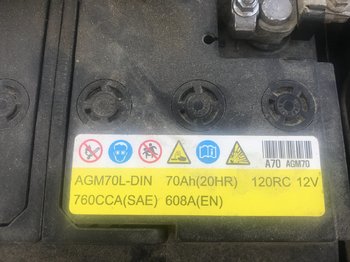 A70 AGM70
AGM70L-DIN 70Ah(20HR) 120RC 12V
760CCA(SAE) 608A(EN)